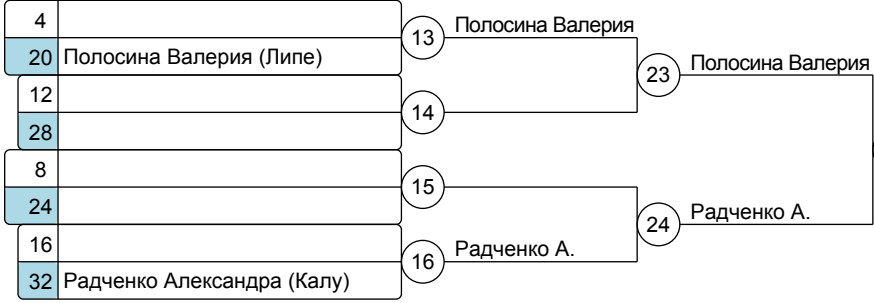 4
20 Полосина Валерия (Липе)
13 Полосина Валерия
12
28
14
23 Полосина Валерия
8
24
15
16
32 Радченко Александра (Калу)
16 Радченко А.
24 Радченко А.